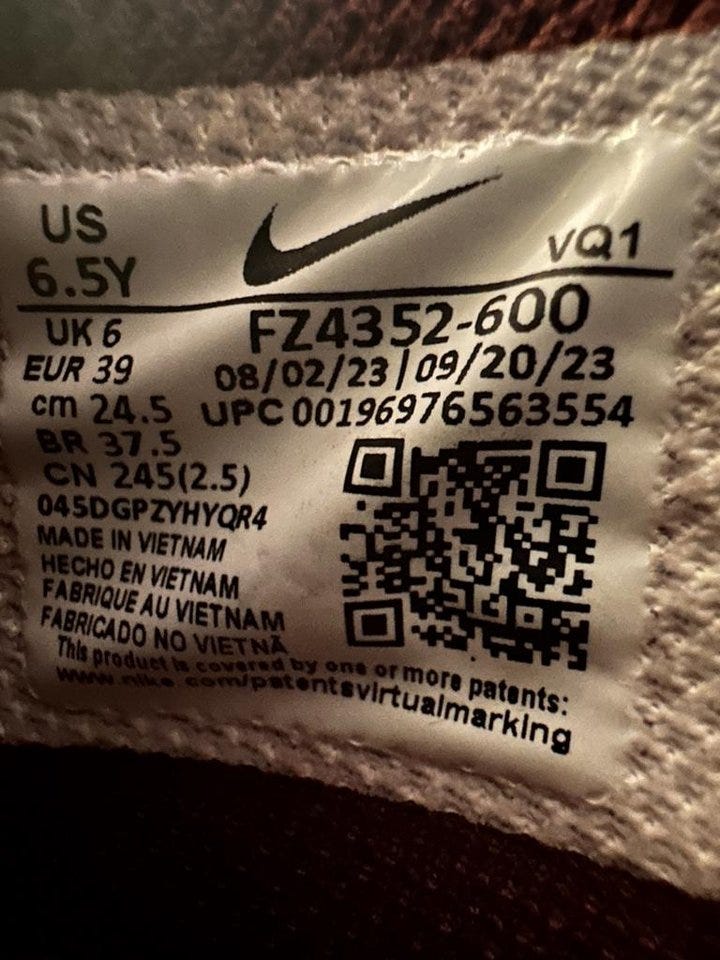 US
6.5Y
VQ1
UK 6
FZ4352-600
EUR 39
08/02/23|09/20/23
cm 24.5
UPC 00196976563554
BR 37.5
CN 245(2.5)
045DGPZYHYQR4
MADE IN VIETNAM
HECHO EN VIETNAM
FABRIQUE AU VIETNAM
FABRICADO NO VIETNÃ
This product is covered by one or more patents:
www.nike.com/patentsvirtualmarking